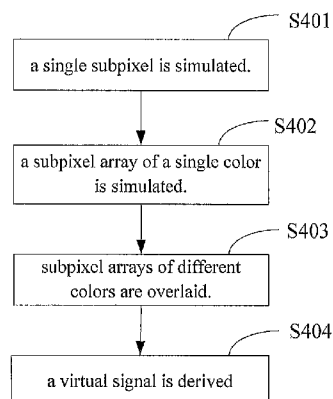 S401
a single subpixel is simulated.
S402
a subpixel array of a single color
is simulated.
S403
subpixel arrays of different
colors are overlaid.
S404
a virtual signal is derived